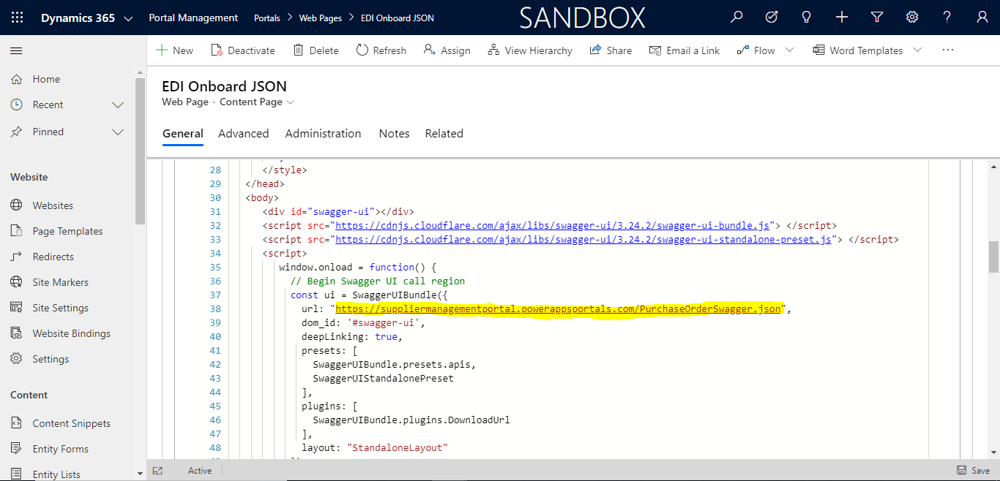 Dynamics 365 Portal Management Portals > Web Pages > EDI Onboard JSON SANDBOX
New Deactivate Delete Refresh Assign View Hierarchy Share Email a Link Flow Word Templates ...
Home
Recent
Pinned
Website
Websites
Page Templates
Redirects
Site Markers
Site Settings
Website Bindings
Settings
Content
Content Snippets
Entity Forms
Entity Lists
EDI Onboard JSON
Web Page · Content Page
General Advanced Administration Notes Related
28 </style>
29 </head>
30 <body>
31 <div id="swagger-ui"></div>
32 <script src="https://cdnjs.cloudflare.com/ajax/libs/swagger-ui/3.24.2/swagger-ui-bundle.js"> </script>
33 <script src="https://cdnjs.cloudflare.com/ajax/libs/swagger-ui/3.24.2/swagger-ui-standalone-preset.js"> </script>
34 <script>
35 window.onload = function() {
36 // Begin Swagger UI call region
37 const ui = SwaggerUIBundle({
38 url: "https://suppliermanagementportal.powerappsportals.com/PurchaseOrderSwagger.json",
39 dom_id: '#swagger-ui',
40 deepLinking: true,
41 presets: [
42 SwaggerUIBundle.presets.apis,
43 SwaggerUIStandalonePreset
44 ],
45 plugins: [
46 SwaggerUIBundle.plugins.DownloadUrl
47 ],
48 layout: "StandaloneLayout"
Active Save